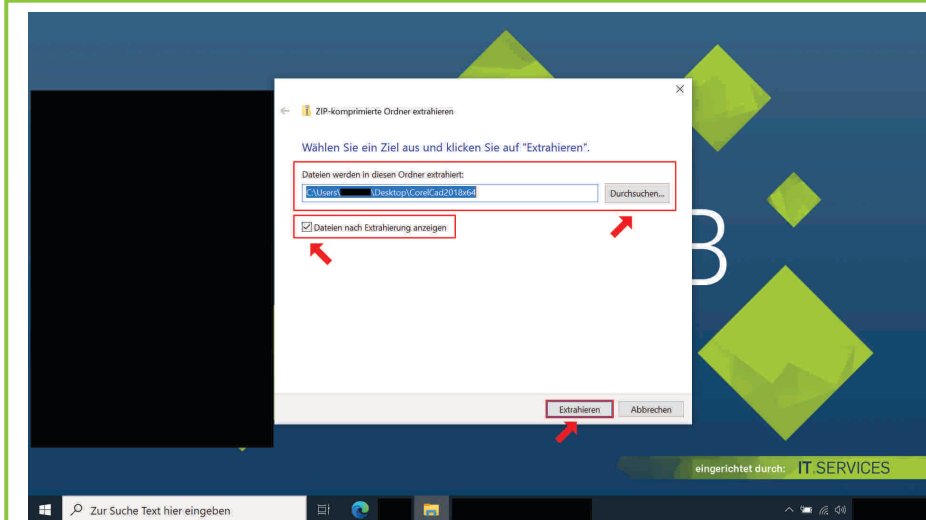 ZIP-komprimierte Ordner extrahieren
Wählen Sie ein Ziel aus und klicken Sie auf "Extrahieren".
Dateien werden in diesen Ordner extrahiert:
C:\Users\ \Desktop\CorelCad2018x64
Durchsuchen...
Dateien nach Extrahierung anzeigen
B
Extrahieren Abbrechen
eingerichtet durch: IT.SERVICES
Zur Suche Text hier eingeben